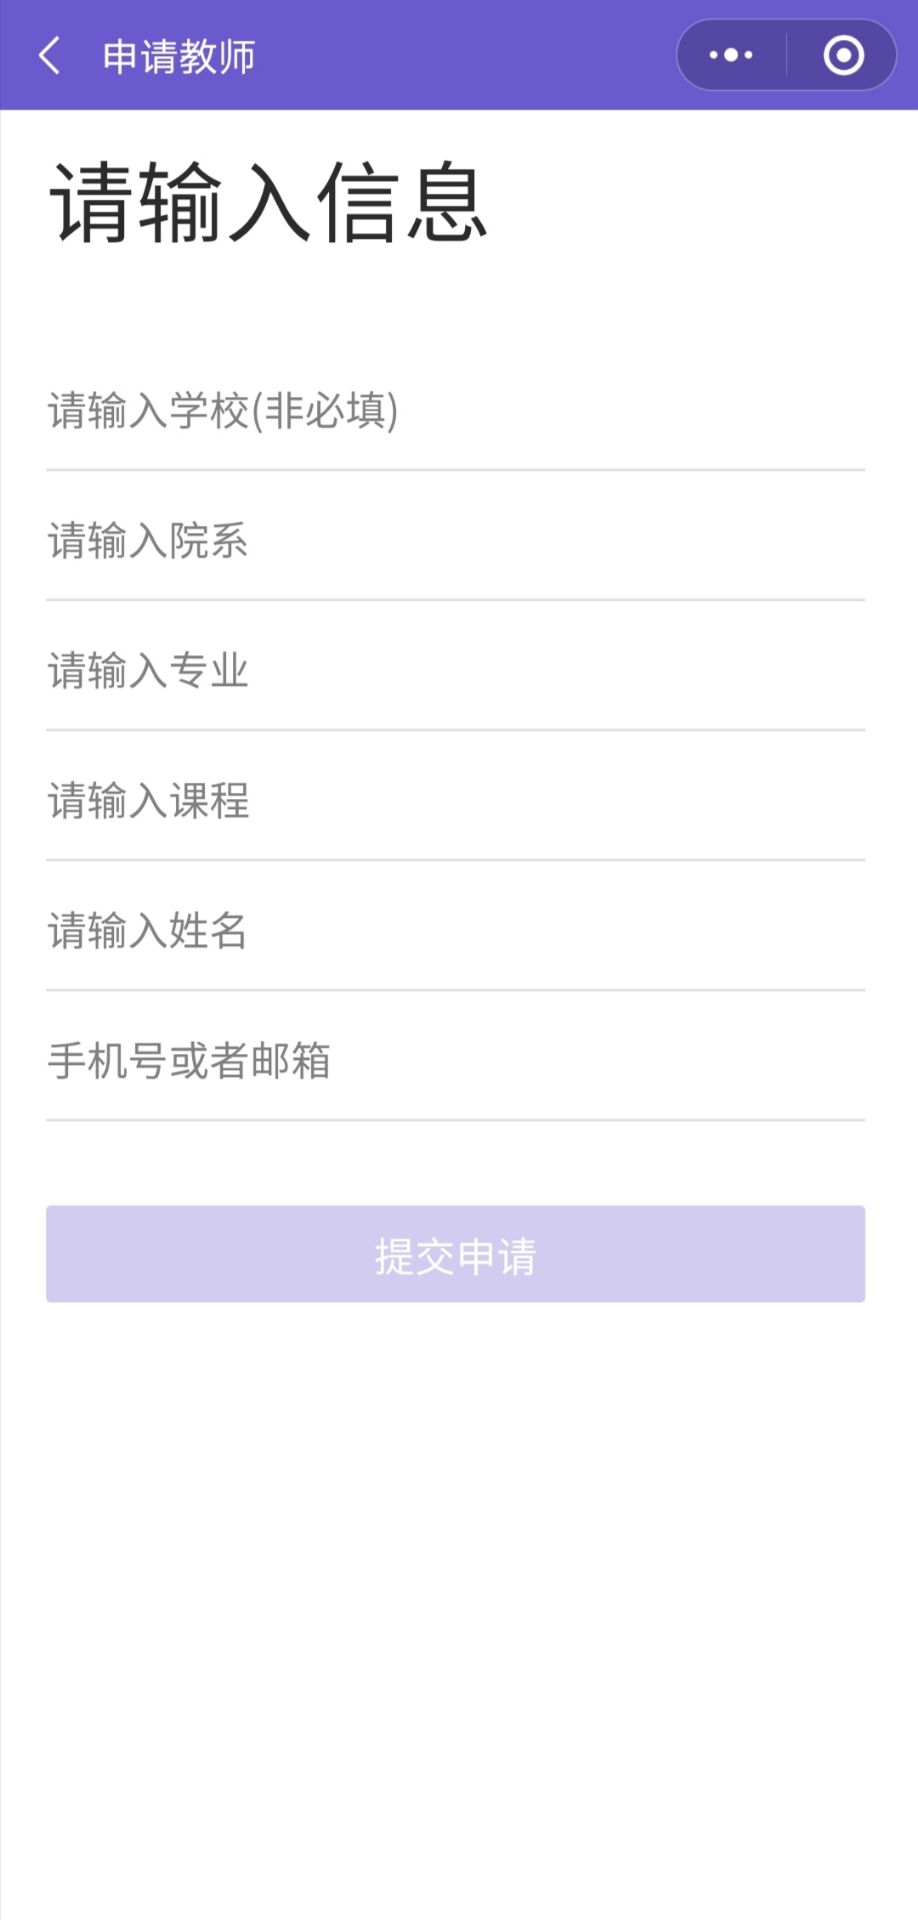 申请教师
请输入信息
请输入学校(非必填)
请输入院系
请输入专业
请输入课程
请输入姓名
手机号或者邮箱
提交申请